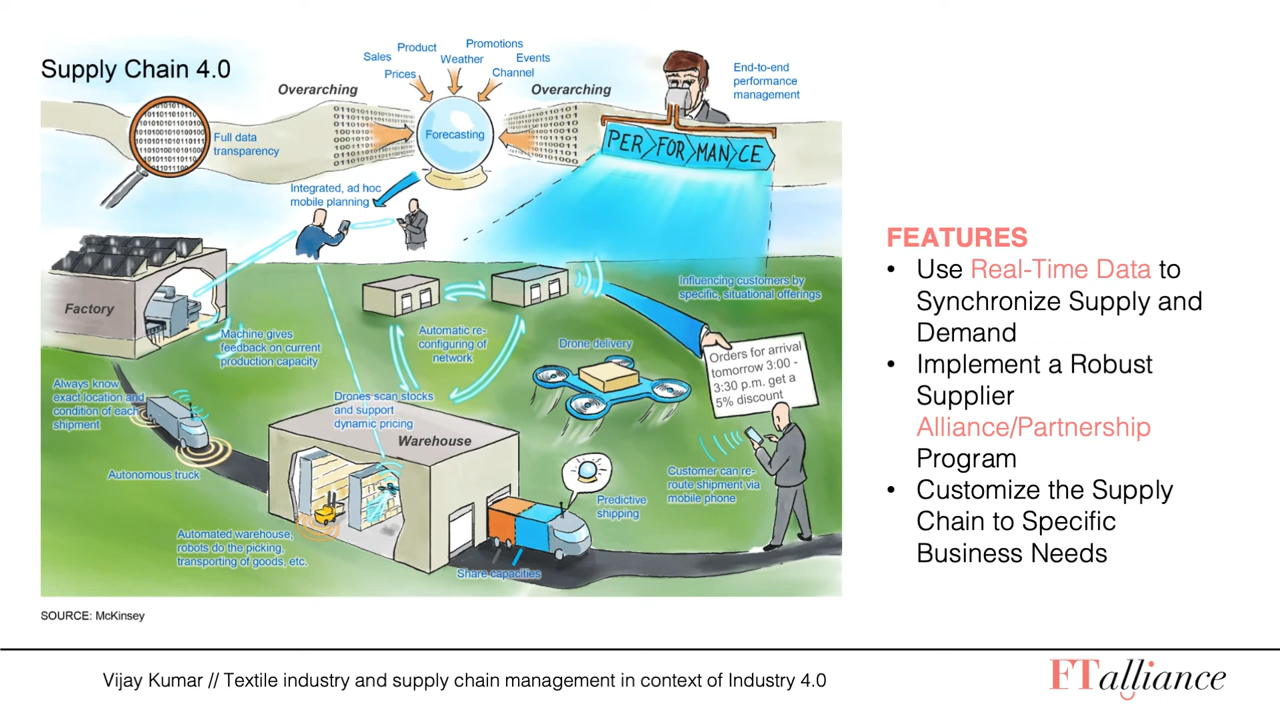 Supply Chain 4.0
Sales
Product
Promotions
Prices
Weather
Events
Channel
Overarching
Overarching
Forecasting
Full data
transparency
End-to-end
performance
management
PER FOR MAN CE
Integrated, ad hoc
mobile planning
Factory
Machine gives
feedback on current
production capacity
Automatic re-
configuring of
network
Influencing customers by
specific, situational offerings
Drone delivery
Orders for arrival
tomorrow 3:00 -
3:30 p.m. get a
5% discount
Always know
exact location and
condition of each
shipment
Autonomous truck
Drones scan stocks
and support
dynamic pricing
Warehouse
Automated warehouse,
robots do the picking,
transporting of goods, etc.
Predictive
shipping
Share capacities
Customer can re-
route shipment via
mobile phone
SOURCE: McKinsey
FEATURES
• Use Real-Time Data to
Synchronize Supply and
Demand
• Implement a Robust
Supplier
Alliance/Partnership
Program
• Customize the Supply
Chain to Specific
Business Needs
Vijay Kumar // Textile industry and supply chain management in context of Industry 4.0
FTalliance